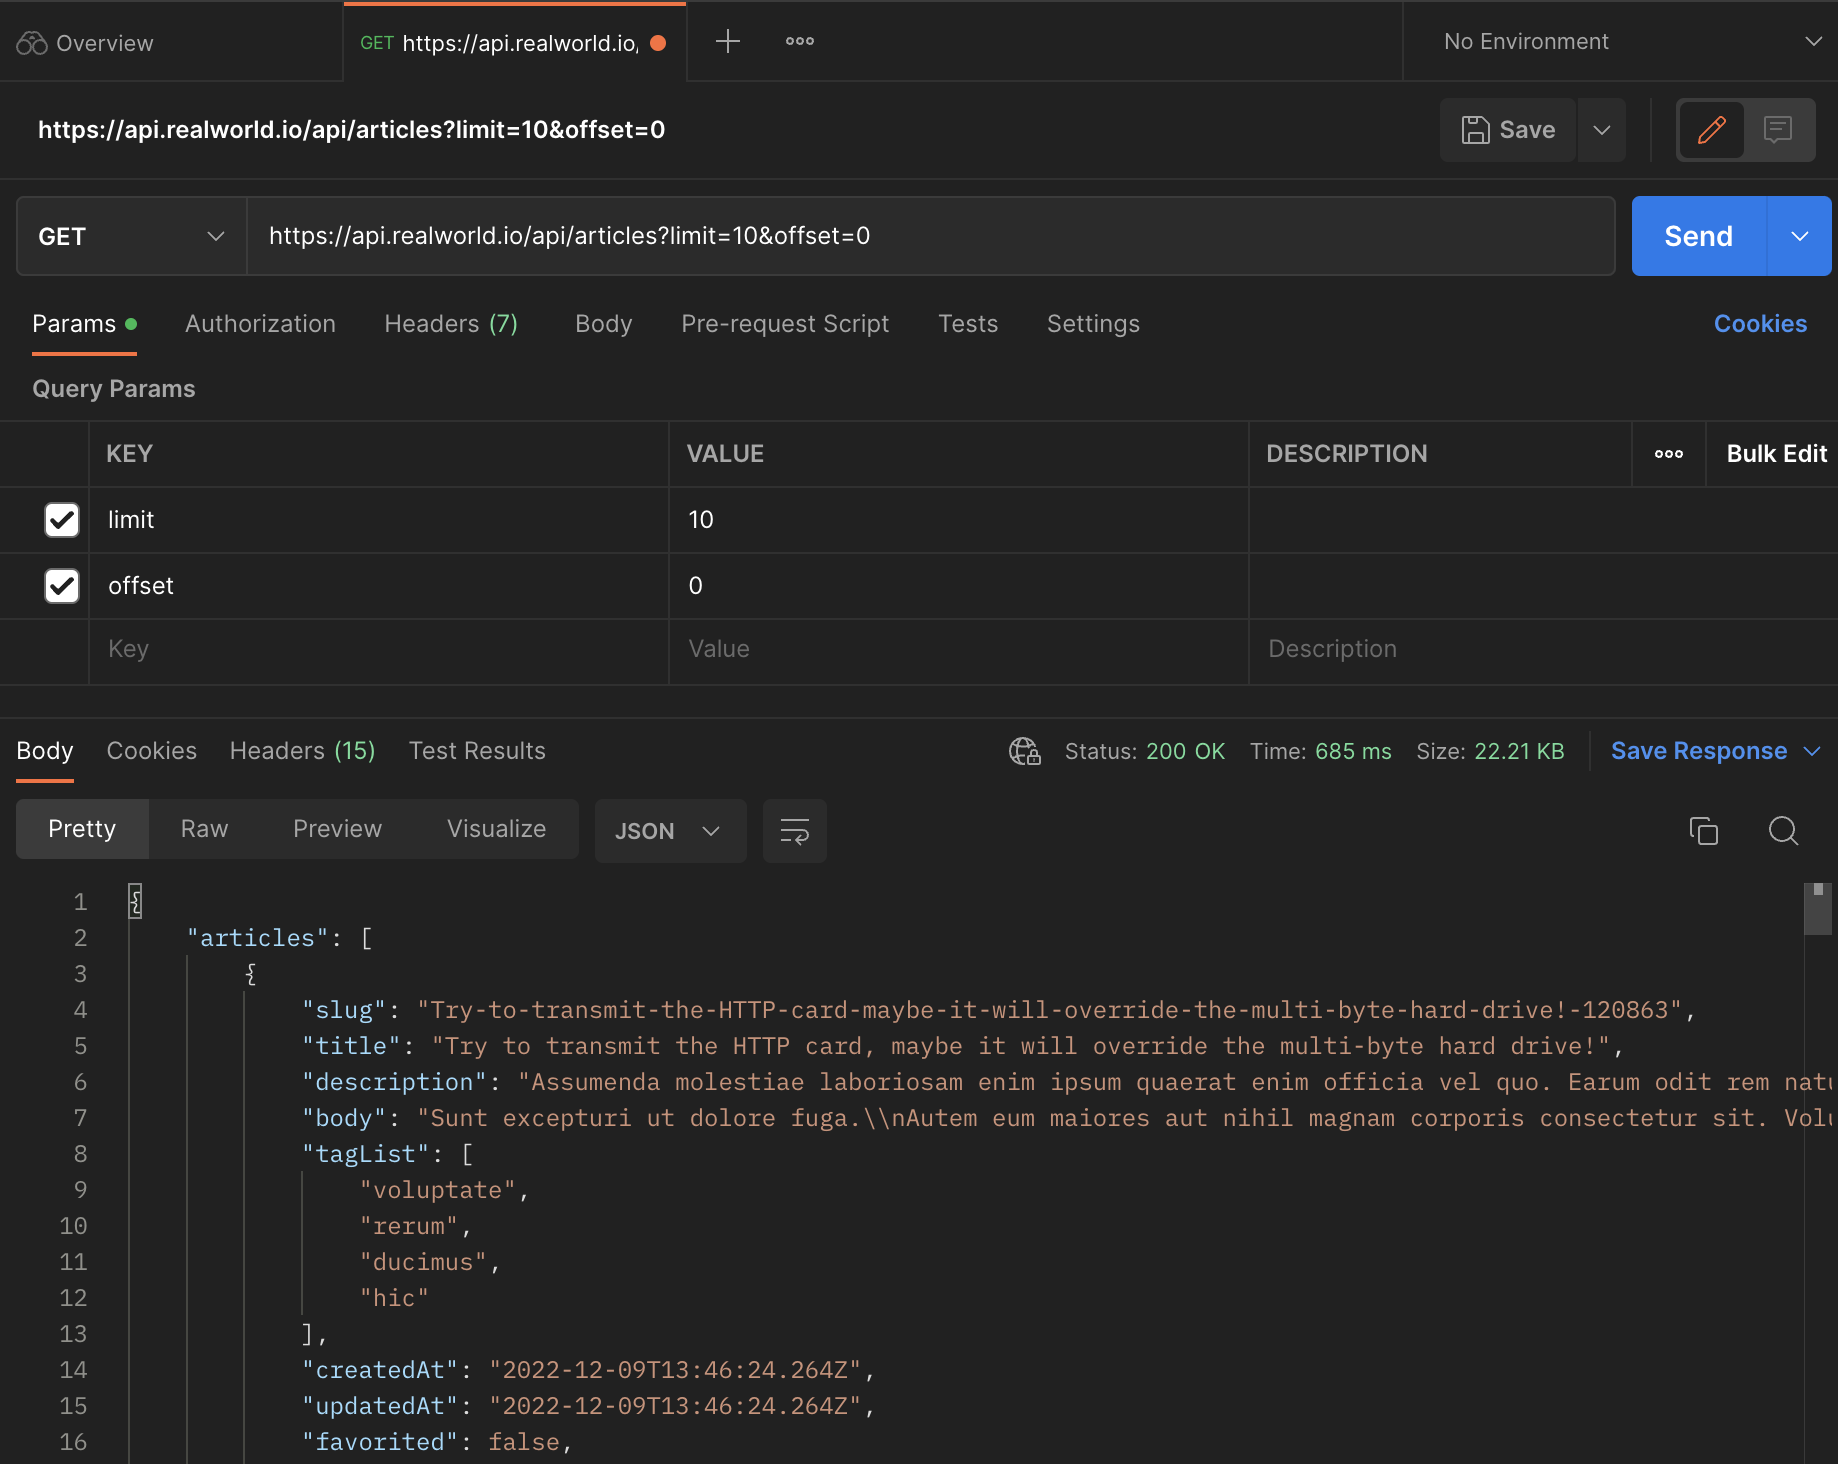 Overview
GET https://api.realworld.io,
No Environment
https://api.realworld.io/api/articles?limit=10&offset=0
Save
GET https://api.realworld.io/api/articles?limit=10&offset=0 Send
Params Authorization Headers (7) Body Pre-request Script Tests Settings Cookies
Query Params
KEY VALUE DESCRIPTION Bulk Edit
limit 10
offset 0
Key Value Description
Body Cookies Headers (15) Test Results Status: 200 OK Time: 685 ms Size: 22.21 KB Save Response
Pretty Raw Preview Visualize JSON
1 {
2 "articles": [
3 {
4 "slug": "Try-to-transmit-the-HTTP-card-maybe-it-will-override-the-multi-byte-hard-drive!-120863",
5 "title": "Try to transmit the HTTP card, maybe it will override the multi-byte hard drive!",
6 "description": "Assumenda molestiae laboriosam enim ipsum quaerat enim officia vel quo. Earum odit rem natu
7 "body": "Sunt excepturi ut dolore fuga.\\nAutem eum maiores aut nihil magnam corporis consectetur sit. Volu
8 "tagList": [
9 "voluptate",
10 "rerum",
11 "ducimus",
12 "hic"
13 ],
14 "createdAt": "2022-12-09T13:46:24.264Z",
15 "updatedAt": "2022-12-09T13:46:24.264Z",
16 "favorited": false,